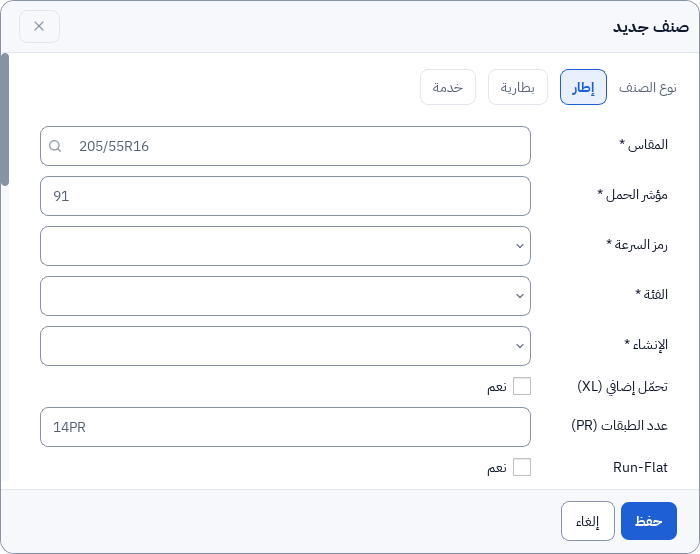 صنف جديد
نوع الصنف إطار بطارية خدمة
المقاس * 205/55R16
مؤشر الحمل * 91
رمز السرعة *
الفئة *
الإنشاء *
تحمّل إضافي (XL) نعم
عدد الطبقات (PR) 14PR
Run-Flat نعم
حفظ إلغاء